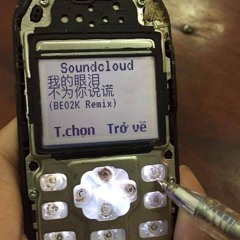 Soundcloud
我的眼泪
不为你说谎
(BE02K Remix)
T.chọn Trở về